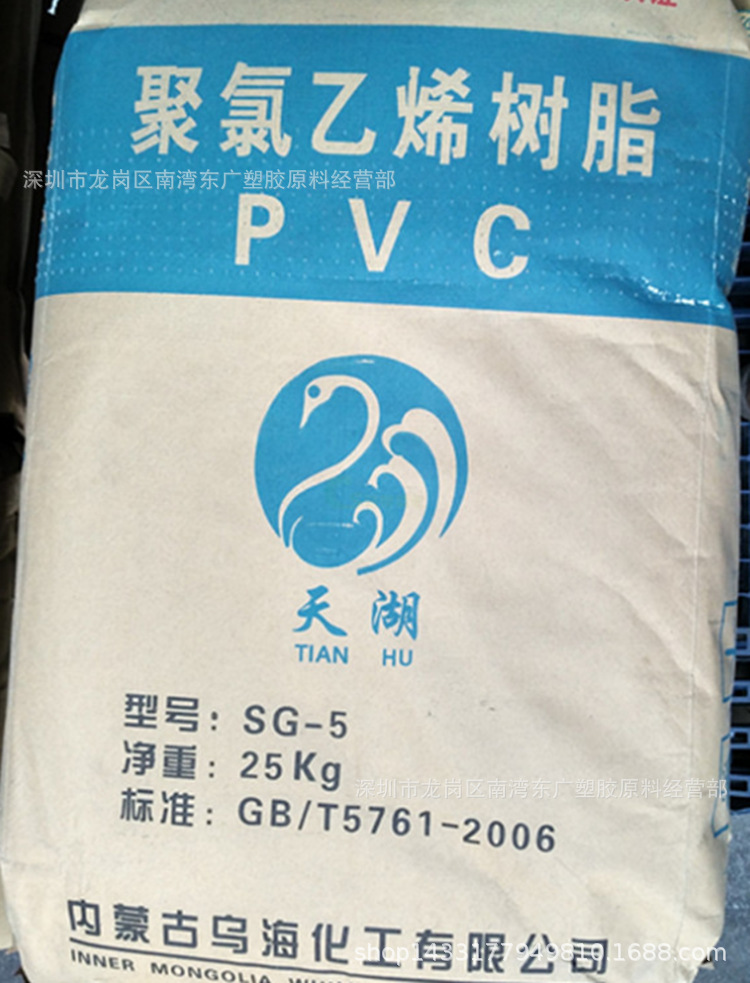 聚氯乙烯树脂
深圳市龙岗区南湾东广塑胶原料经营部
PVC
天湖
TIAN HU
型号：SG-5
净重：25Kg
深圳市龙岗区南湾东广塑胶原料经营部
标准：GB/T5761-2006
内蒙古乌海化工有限公司
shop1433177949810.1688.com
INNER MONGOLIA